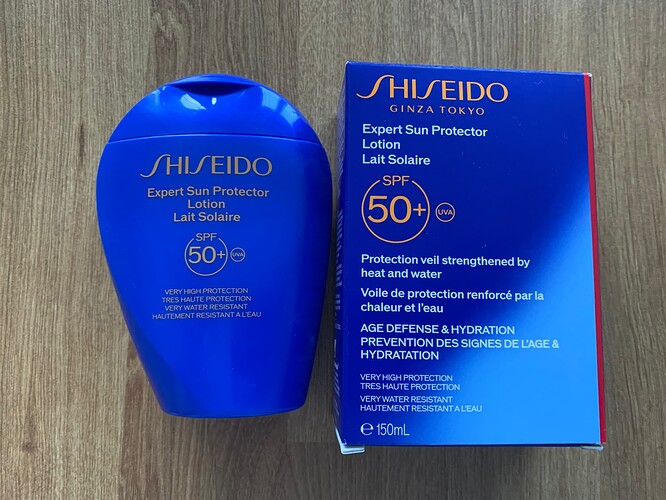 SHISEIDO
Expert Sun Protector
Lotion
Lait Solaire
SPF
50+ UVA
VERY HIGH PROTECTION
TRES HAUTE PROTECTION
VERY WATER RESISTANT
HAUTEMENT RESISTANT A L'EAU
SHISEIDO
GINZA TOKYO
Expert Sun Protector
Lotion
Lait Solaire
SPF
50+ UVA
Protection veil strengthened by
heat and water
Voile de protection renforcé par la
chaleur et l'eau
AGE DEFENSE & HYDRATION
PREVENTION DES SIGNES DE L'AGE &
HYDRATATION
VERY HIGH PROTECTION
TRES HAUTE PROTECTION
VERY WATER RESISTANT
HAUTEMENT RESISTANT A L'EAU
℮ 150mL